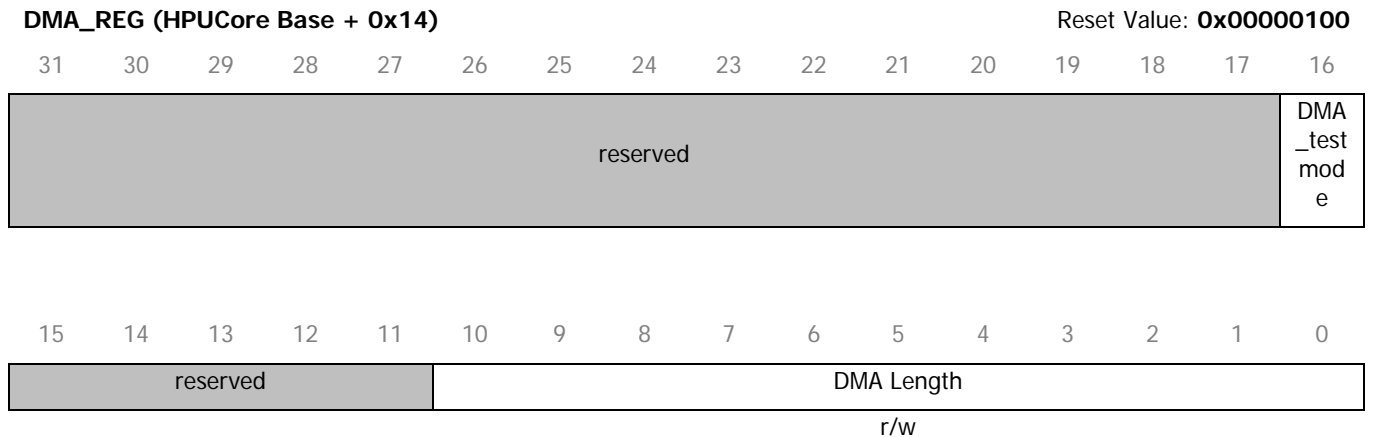 DMA_REG (HPUCore Base + 0x14) Reset Value: 0x00000100
31 30 29 28 27 26 25 24 23 22 21 20 19 18 17 16
reserved
DMA
_test
mod
e
15 14 13 12 11 10 9 8 7 6 5 4 3 2 1 0
reserved DMA Length
r/w